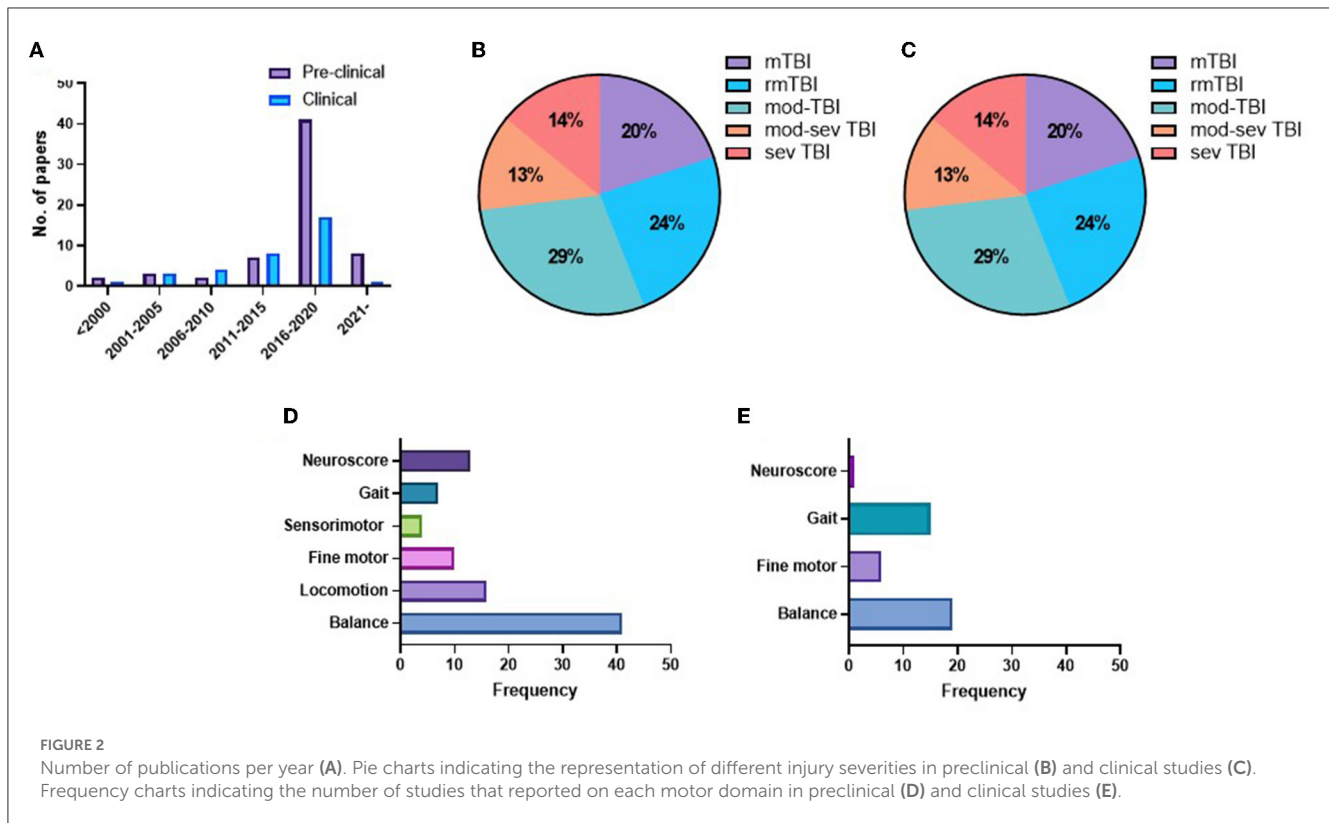 A
50
40
30
20
10
0
No. of papers
Pre-clinical
Clinical
<2000
2001-2005
2006-2010
2011-2015
2016-2020
2021-
B
14%
20%
13%
24%
29%
mTBI
rmTBI
mod-TBI
mod-sev TBI
sev TBI
C
14%
20%
13%
24%
29%
mTBI
rmTBI
mod-TBI
mod-sev TBI
sev TBI
D
Neuroscore
Gait
Sensorimotor
Fine motor
Locomotion
Balance
0 10 20 30 40 50
Frequency
E
Neuroscore
Gait
Fine motor
Balance
0 10 20 30 40 50
Frequency
FIGURE 2
Number of publications per year (A). Pie charts indicating the representation of different injury severities in preclinical (B) and clinical studies (C).
Frequency charts indicating the number of studies that reported on each motor domain in preclinical (D) and clinical studies (E).